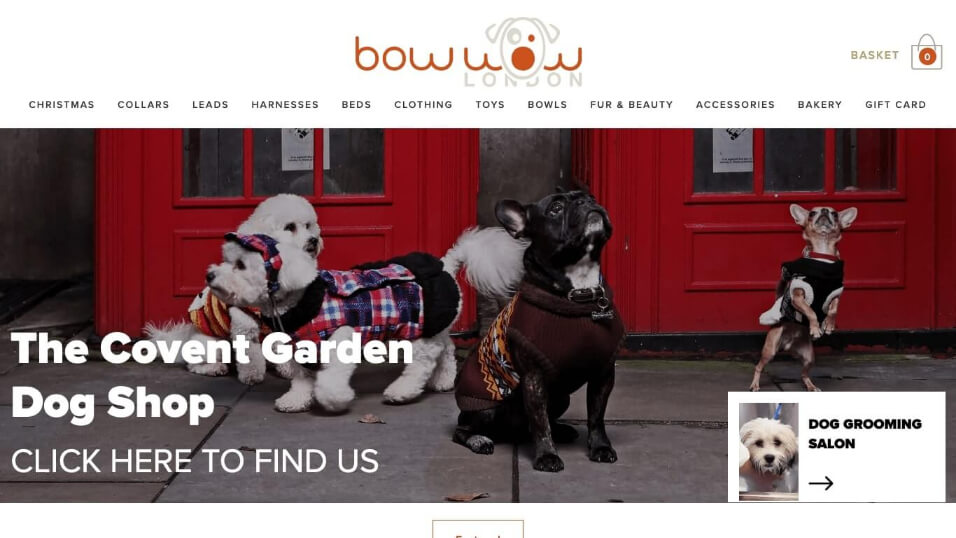 bow wow
LONDON
BASKET
0
CHRISTMAS COLLARS LEADS HARNESSES BEDS CLOTHING TOYS BOWLS FUR & BEAUTY ACCESSORIES BAKERY GIFT CARD
The Covent Garden
Dog Shop
CLICK HERE TO FIND US
DOG GROOMING
SALON